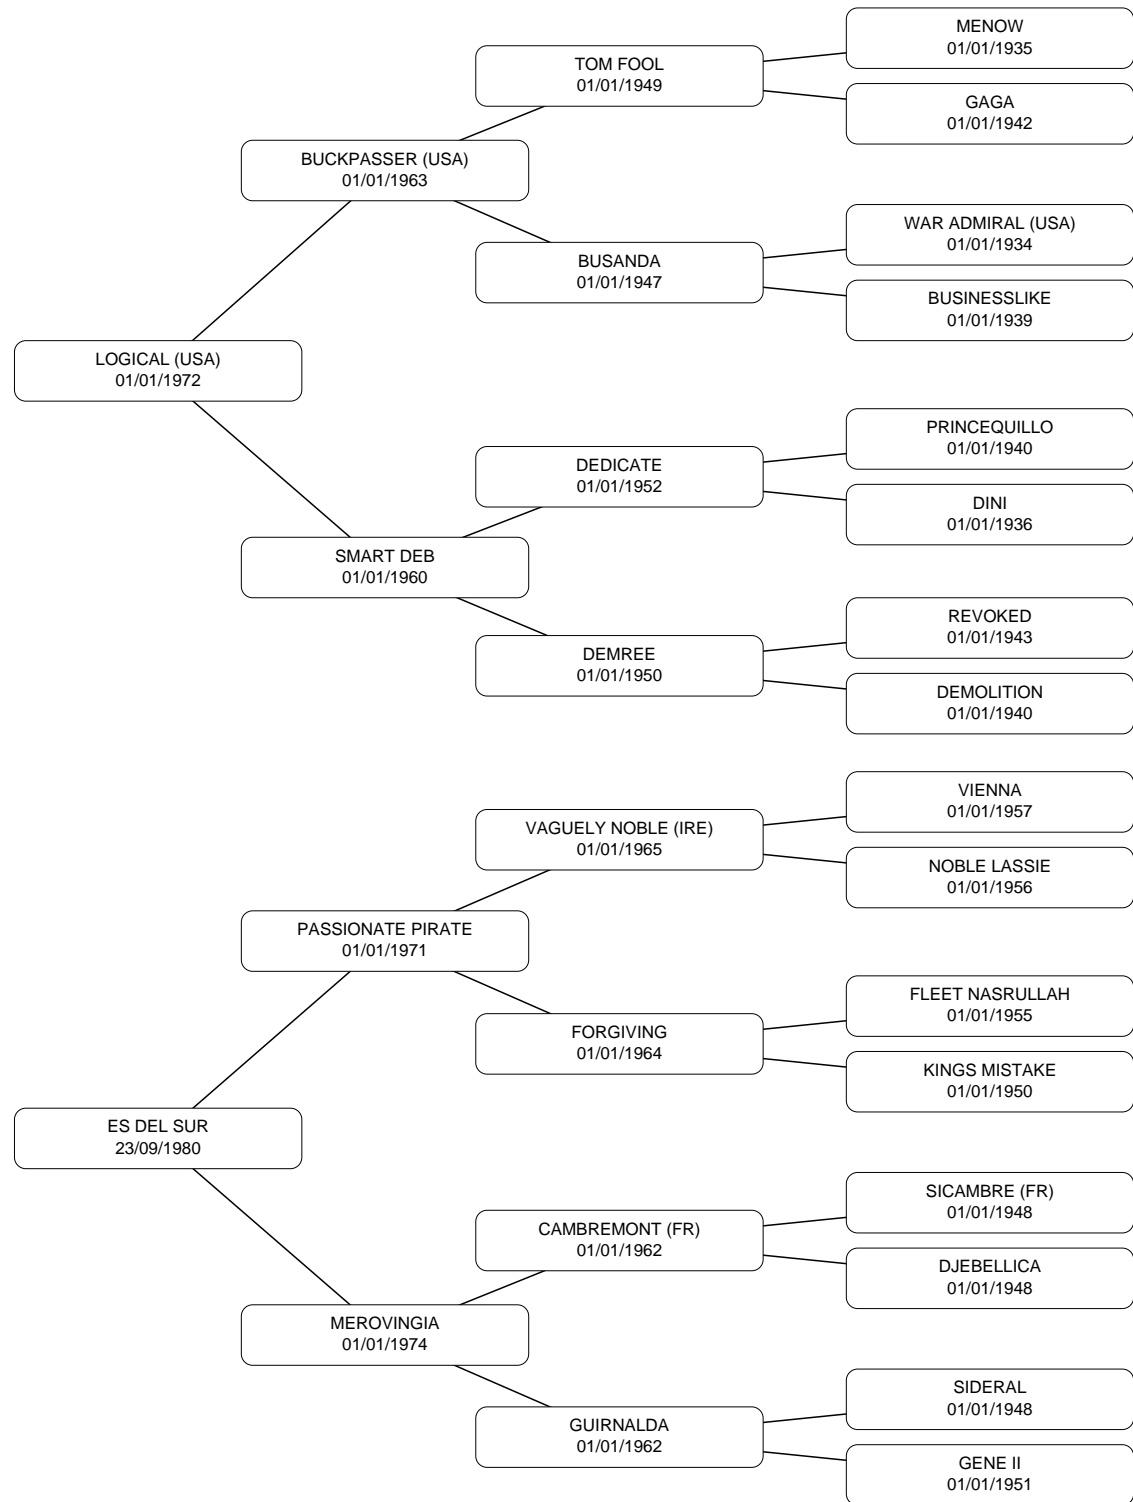 MENOW
01/01/1935
TOM FOOL
01/01/1949
GAGA
01/01/1942
BUCKPASSER (USA)
01/01/1963
WAR ADMIRAL (USA)
01/01/1934
BUSANDA
01/01/1947
BUSINESSLIKE
01/01/1939
LOGICAL (USA)
01/01/1972
PRINCEQUILLO
01/01/1940
DEDICATE
01/01/1952
DINI
01/01/1936
SMART DEB
01/01/1960
REVOKED
01/01/1943
DEMREE
01/01/1950
DEMOLITION
01/01/1940
VIENNA
01/01/1957
VAGUELY NOBLE (IRE)
01/01/1965
NOBLE LASSIE
01/01/1956
PASSIONATE PIRATE
01/01/1971
FLEET NASRULLAH
01/01/1955
FORGIVING
01/01/1964
KINGS MISTAKE
01/01/1950
ES DEL SUR
23/09/1980
SICAMBRE (FR)
01/01/1948
CAMBREMONT (FR)
01/01/1962
DJEBELLICA
01/01/1948
MEROVINGIA
01/01/1974
SIDERAL
01/01/1948
GUIRNALDA
01/01/1962
GENE II
01/01/1951